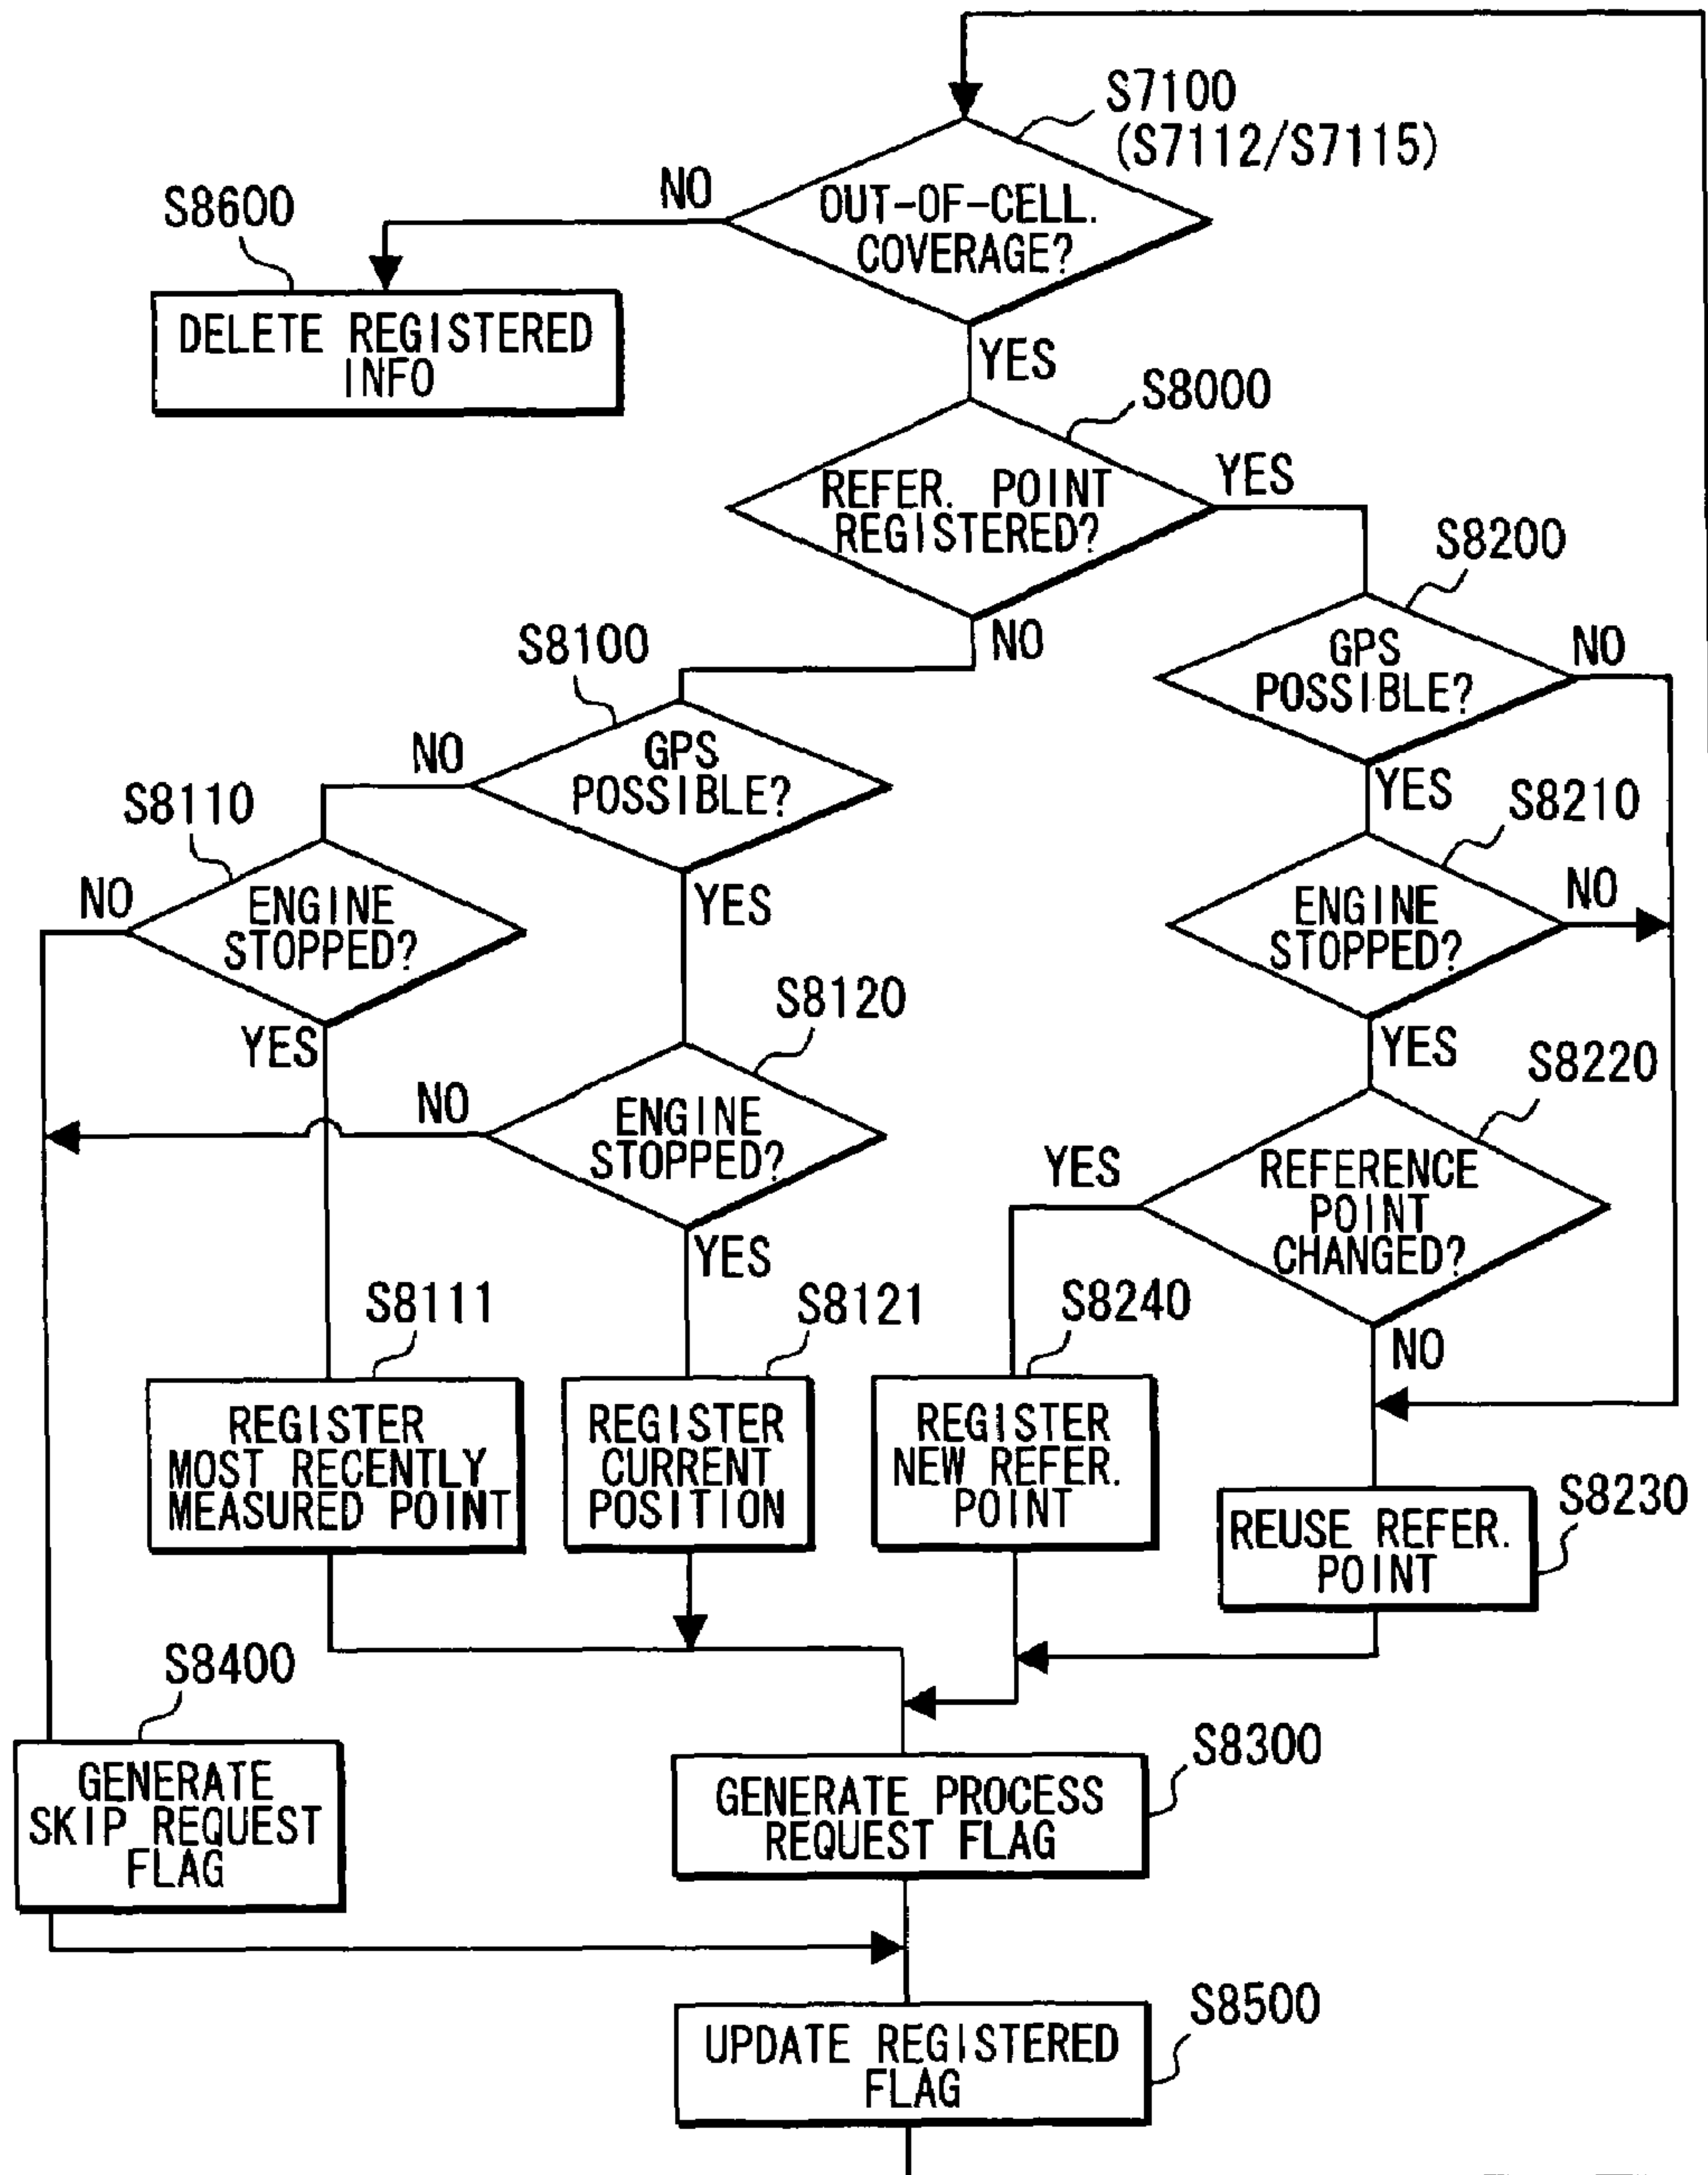 S7100
(S7112/S7115)
NO
OUT-OF-CELL.
COVERAGE?
S8600
DELETE REGISTERED
INFO
YES
S8000
REFER. POINT
REGISTERED?
YES
S8200
NO
S8100
GPS
POSSIBLE?
NO
NO
GPS
POSSIBLE?
S8110
YES
S8210
NO
ENGINE
STOPPED?
YES
ENGINE
STOPPED?
NO
S8120
YES
YES
S8220
NO
ENGINE
STOPPED?
YES
REFERENCE
POINT
CHANGED?
YES
S8111
S8121
S8240
NO
REGISTER
MOST RECENTLY
MEASURED POINT
REGISTER
CURRENT
POSITION
REGISTER
NEW REFER.
POINT
S8230
REUSE REFER.
POINT
S8400
GENERATE
SKIP REQUEST
FLAG
S8300
GENERATE PROCESS
REQUEST FLAG
S8500
UPDATE REGISTERED
FLAG